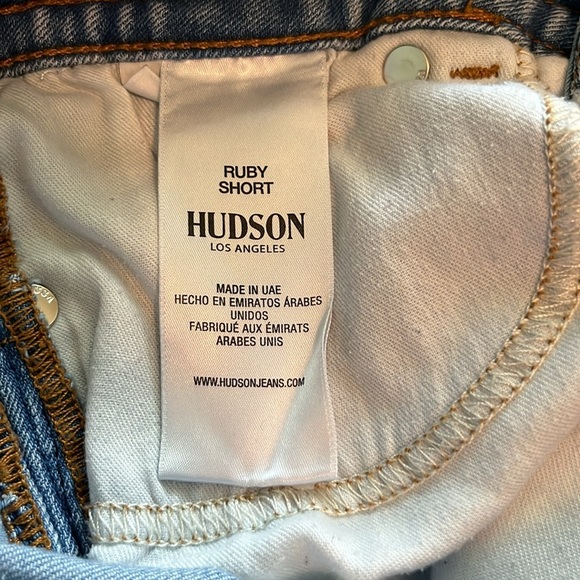 RUBY
SHORT
HUDSON
LOS ANGELES
MADE IN UAE
HECHO EN EMIRATOS ÁRABES
UNIDOS
FABRIQUÉ AUX ÉMIRATS
ARABES UNIS
WWW.HUDSONJEANS.COM